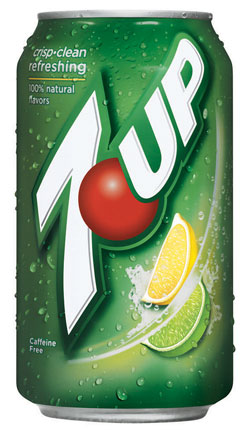 crisp•clean
refreshing
100% natural
flavors
7UP
Caffeine
Free